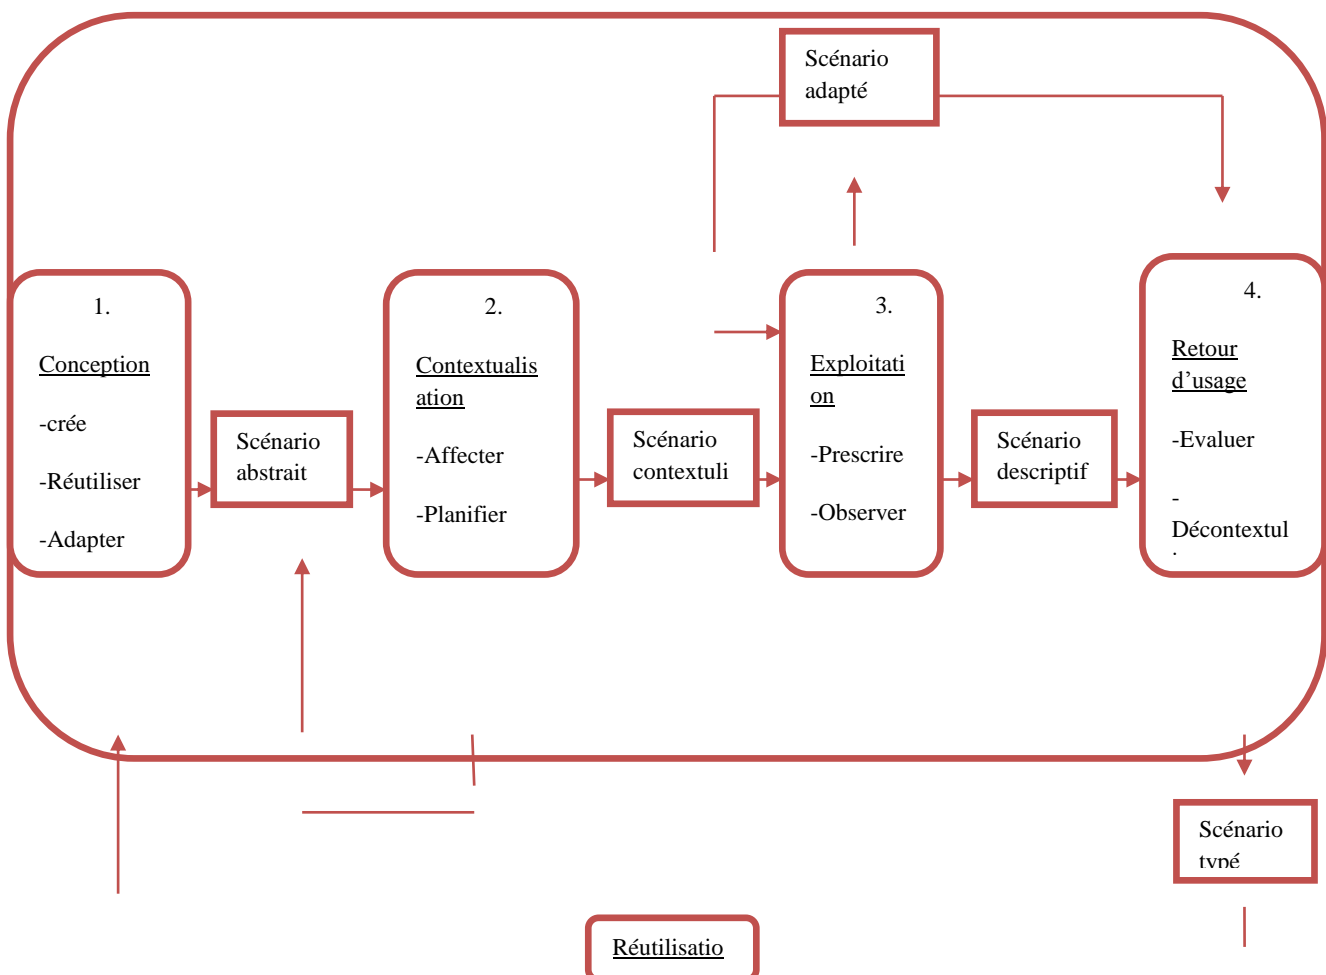 Scénario
adapté
1.
Conception
-crée
-Réutiliser
-Adapter
Scénario
abstrait
2.
Contextualis
ation
-Affecter
-Planifier
Scénario
contextuli
3.
Exploitati
on
-Prescrire
-Observer
Scénario
descriptif
4.
Retour
d’usage
-Evaluer
-
Décontextul
Scénario
typé
Réutilisatio